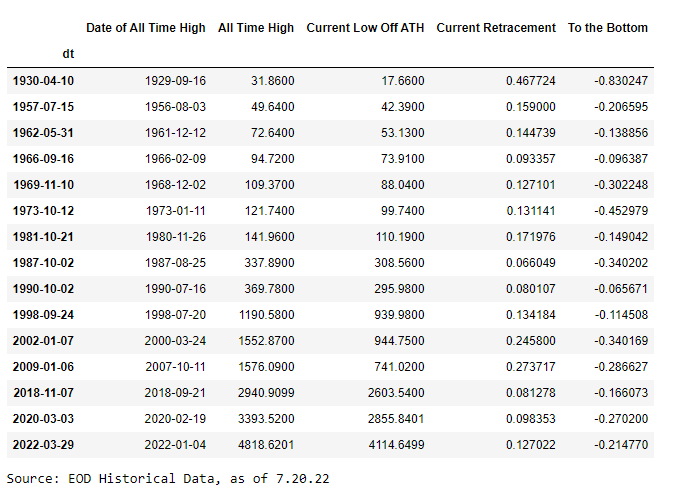 Date of All Time High All Time High Current Low Off ATH Current Retracement To the Bottom
dt
1930-04-10 1929-09-16 31.8600 17.6600 0.467724 -0.830247
1957-07-15 1956-08-03 49.6400 42.3900 0.159000 -0.206595
1962-05-31 1961-12-12 72.6400 53.1300 0.144739 -0.138856
1966-09-16 1966-02-09 94.7200 73.9100 0.093357 -0.096387
1969-11-10 1968-12-02 109.3700 88.0400 0.127101 -0.302248
1973-10-12 1973-01-11 121.7400 99.7400 0.131141 -0.452979
1981-10-21 1980-11-26 141.9600 110.1900 0.171976 -0.149042
1987-10-02 1987-08-25 337.8900 308.5600 0.066049 -0.340202
1990-10-02 1990-07-16 369.7800 295.9800 0.080107 -0.065671
1998-09-24 1998-07-20 1190.5800 939.9800 0.134184 -0.114508
2002-01-07 2000-03-24 1552.8700 944.7500 0.245800 -0.340169
2009-01-06 2007-10-11 1576.0900 741.0200 0.273717 -0.286627
2018-11-07 2018-09-21 2940.9099 2603.5400 0.081278 -0.166073
2020-03-03 2020-02-19 3393.5200 2855.8401 0.098353 -0.270200
2022-03-29 2022-01-04 4818.6201 4114.6499 0.127022 -0.214770
Source: EOD Historical Data, as of 7.20.22